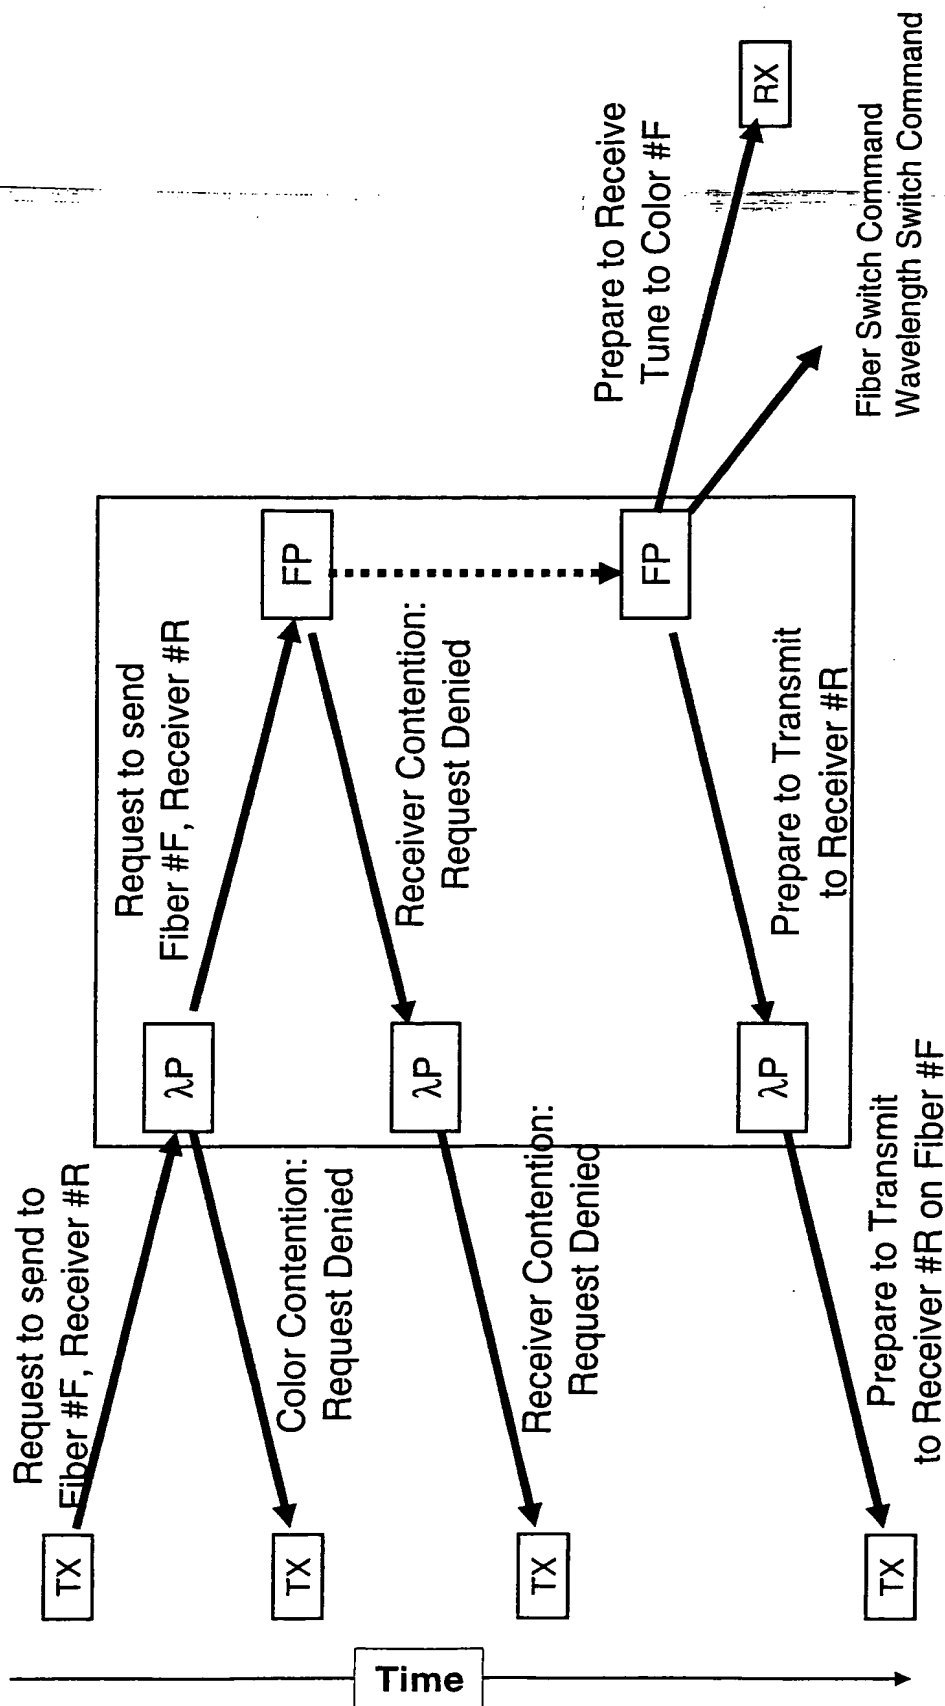 TX
Request to send to
Fiber #F, Receiver #R
λP
Request to send
Fiber #F, Receiver #R
FP
TX
Color Contention:
Request Denied
λP
Receiver Contention:
Request Denied
TX
Receiver Contention:
Request Denied
FP
Prepare to Receive
Tune to Color #F
RX
Fiber Switch Command
Wavelength Switch Command
λP
Prepare to Transmit
to Receiver #R
TX
Prepare to Transmit
to Receiver #R on Fiber #F
Time